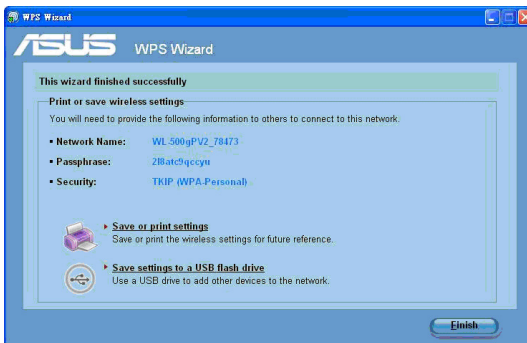 WPS Wizard
ASUS WPS Wizard
This wizard finished successfully
Print or save wireless settings
You will need to provide the following information to others to connect to this network.
▪ Network Name: WL-500gPV2_78473
▪ Passphrase: 2l8atc9qccyu
▪ Security: TKIP (WPA-Personal)
Save or print settings
Save or print the wireless settings for future reference.
Save settings to a USB flash drive
Use a USB drive to add other devices to the network.
Finish